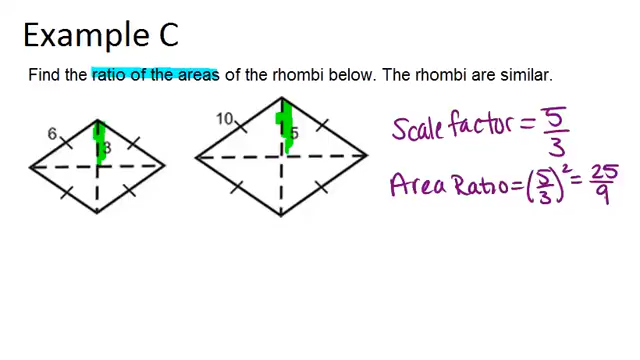 Example C
Find the ratio of the areas of the rhombi below. The rhombi are similar.
6
3
10
5
Scale factor = 5/3
Area Ratio = (5/3)² = 25/9